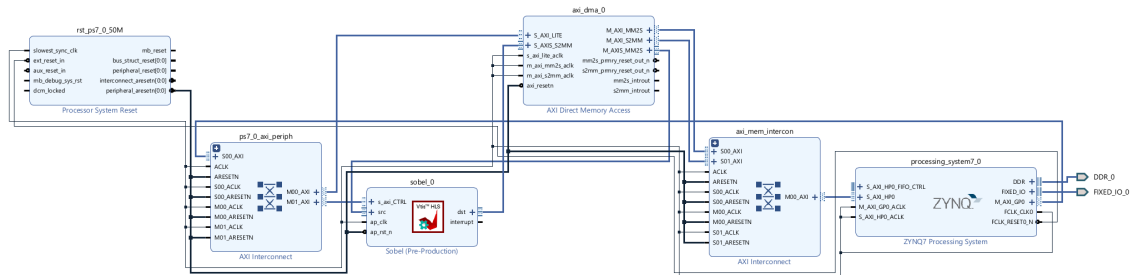 rst_ps7_0_50M
slowest_sync_clk
ext_reset_in
aux_reset_in
mb_debug_sys_rst
dcm_locked
mb_reset
bus_struct_reset[0:0]
peripheral_reset[0:0]
interconnect_aresetn[0:0]
peripheral_aresetn[0:0]
Processor System Reset
axi_dma_0
S_AXI_LITE
S_AXIS_S2MM
s_axi_lite_aclk
m_axi_mm2s_aclk
m_axi_s2mm_aclk
axi_resetn
M_AXI_MM2S
M_AXI_S2MM
M_AXIS_MM2S
mm2s_prmry_reset_out_n
s2mm_prmry_reset_out_n
mm2s_introut
s2mm_introut
AXI Direct Memory Access
ps7_0_axi_periph
S00_AXI
ACLK
ARESETN
S00_ACLK
S00_ARESETN
M00_ACLK
M00_ARESETN
M01_ACLK
M01_ARESETN
M00_AXI
M01_AXI
AXI Interconnect
sobel_0
s_axi_CTRL
src
ap_clk
ap_rst_n
Vitis™ HLS
dst
interrupt
Sobel (Pre-Production)
axi_mem_intercon
S00_AXI
S01_AXI
ACLK
ARESETN
S00_ACLK
S00_ARESETN
M00_ACLK
M00_ARESETN
S01_ACLK
S01_ARESETN
M00_AXI
AXI Interconnect
processing_system7_0
S_AXI_HP0_FIFO_CTRL
S_AXI_HP0
M_AXI_GP0_ACLK
S_AXI_HP0_ACLK
ZYNQ
DDR
FIXED_IO
M_AXI_GP0
FCLK_CLK0
FCLK_RESET0_N
ZYNQ7 Processing System
DDR_0
FIXED_IO_0